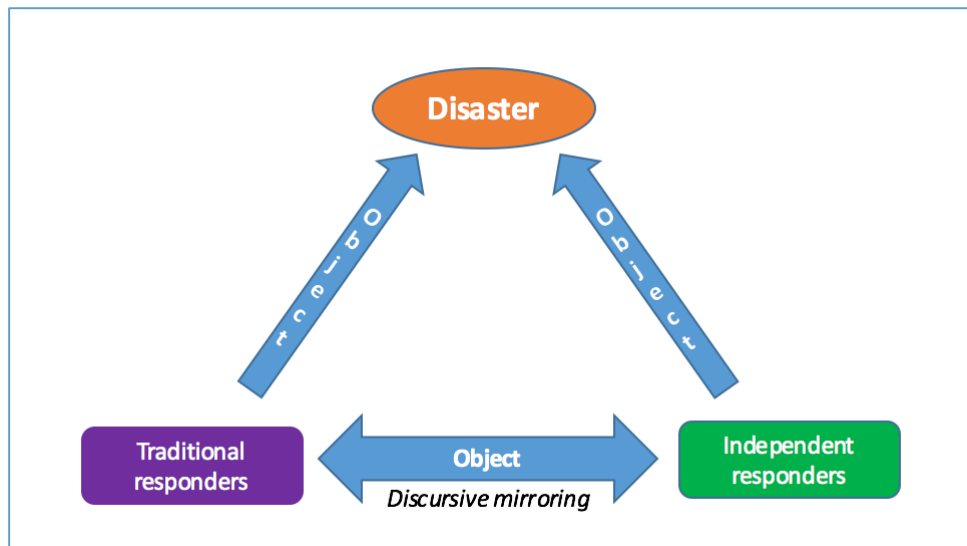 Disaster
Object
Object
Traditional
responders
Object
Discursive mirroring
Independent
responders